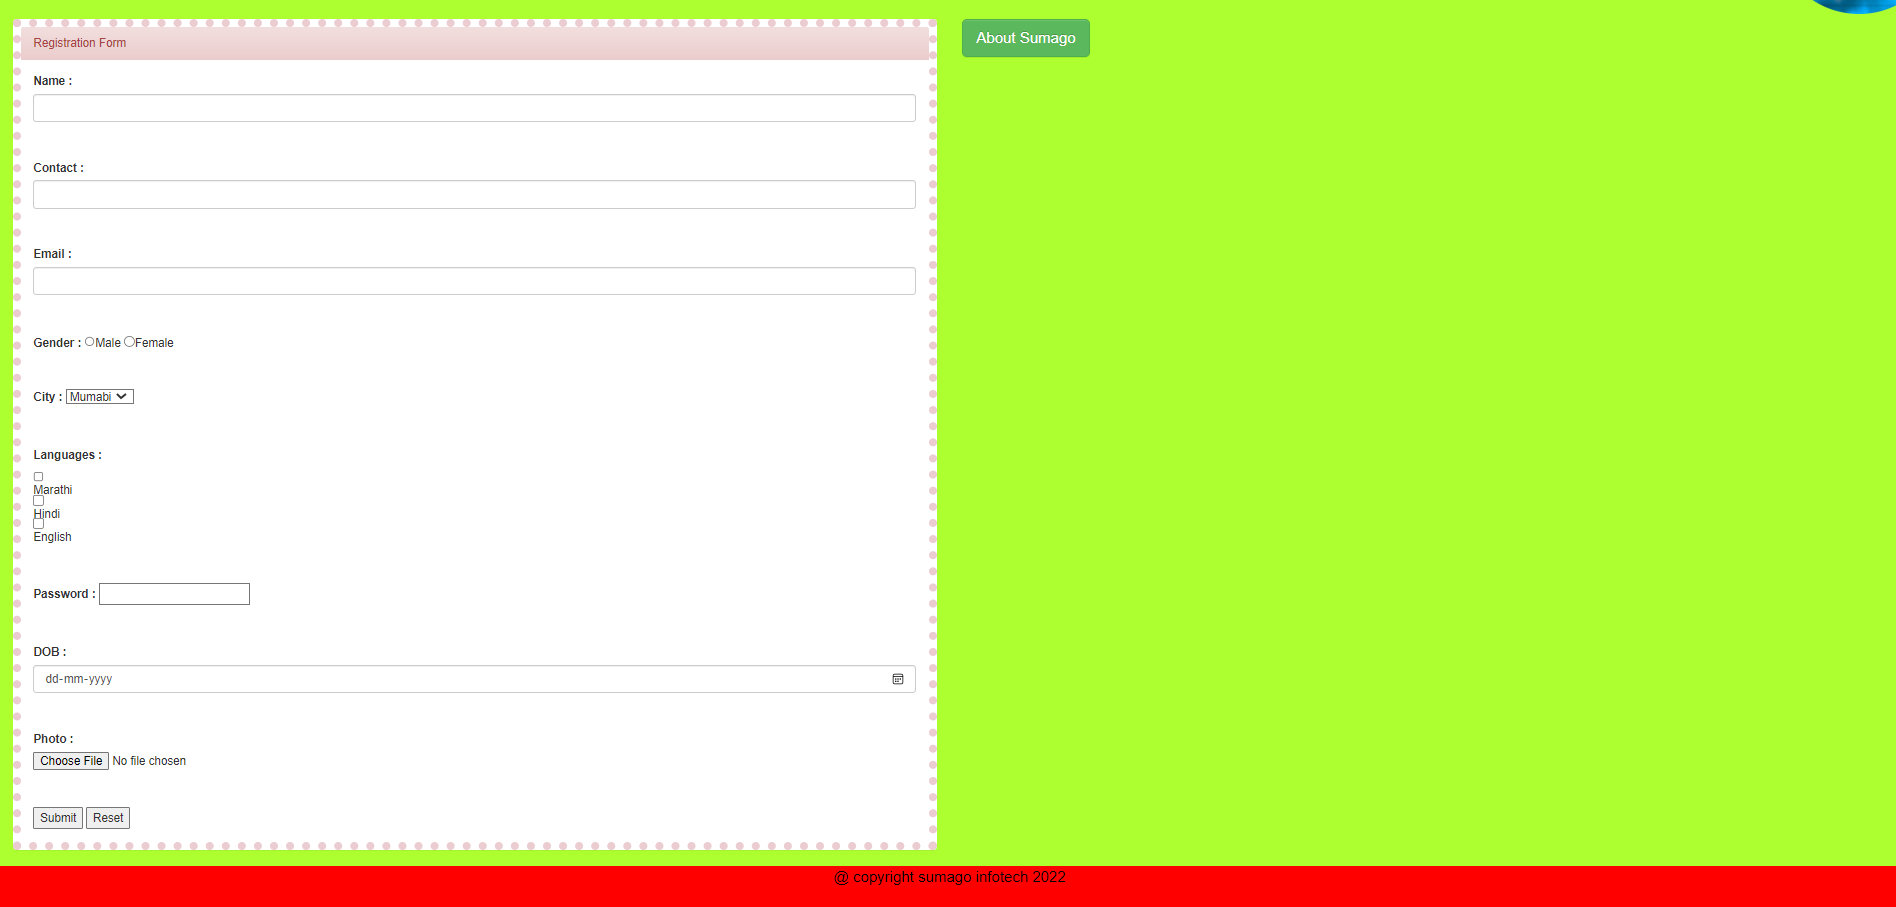 Registration Form
About Sumago
Name :
Contact :
Email :
Gender : Male Female
City : Mumabi
Languages :
Marathi
Hindi
English
Password :
DOB :
dd-mm-yyyy
Photo :
Choose File No file chosen
Submit Reset
@ copyright sumago infotech 2022